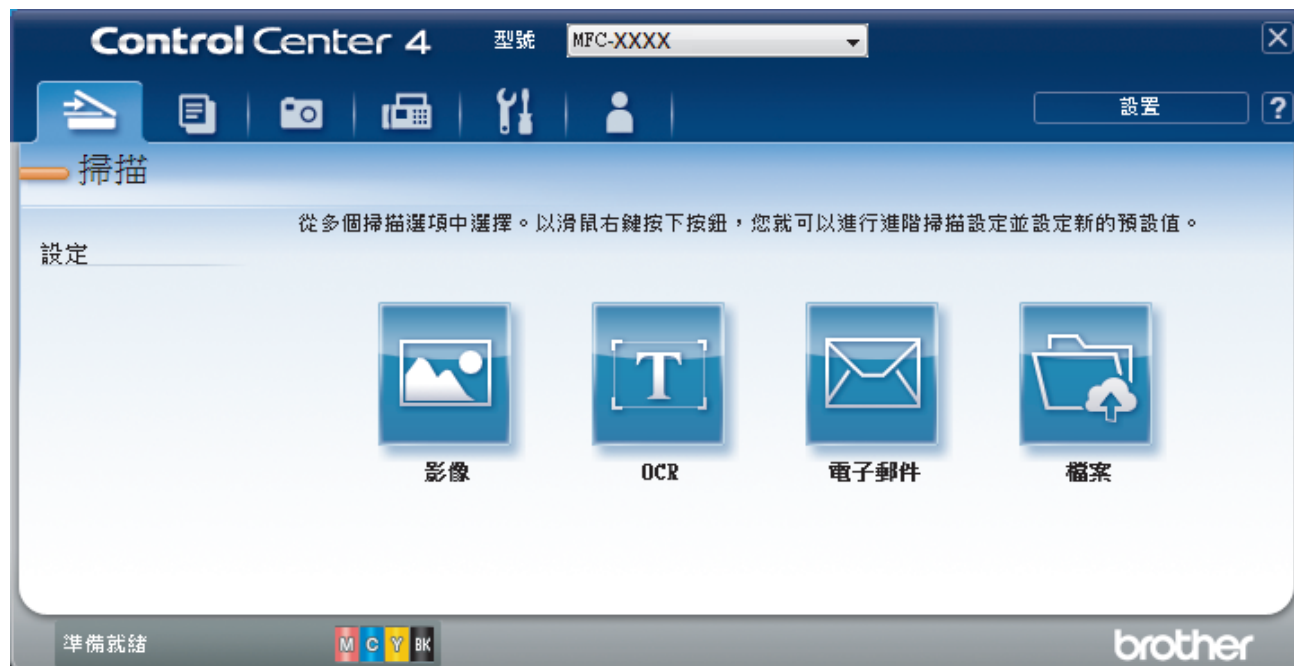 Control Center 4 型號 MFC-XXXX
設置 ?
掃描
從多個掃描選項中選擇。以滑鼠右鍵按下按鈕，您就可以進行進階掃描設定並設定新的預設值。
設定
T
影像 OCR 電子郵件 檔案
準備就緒 M C Y BK brother